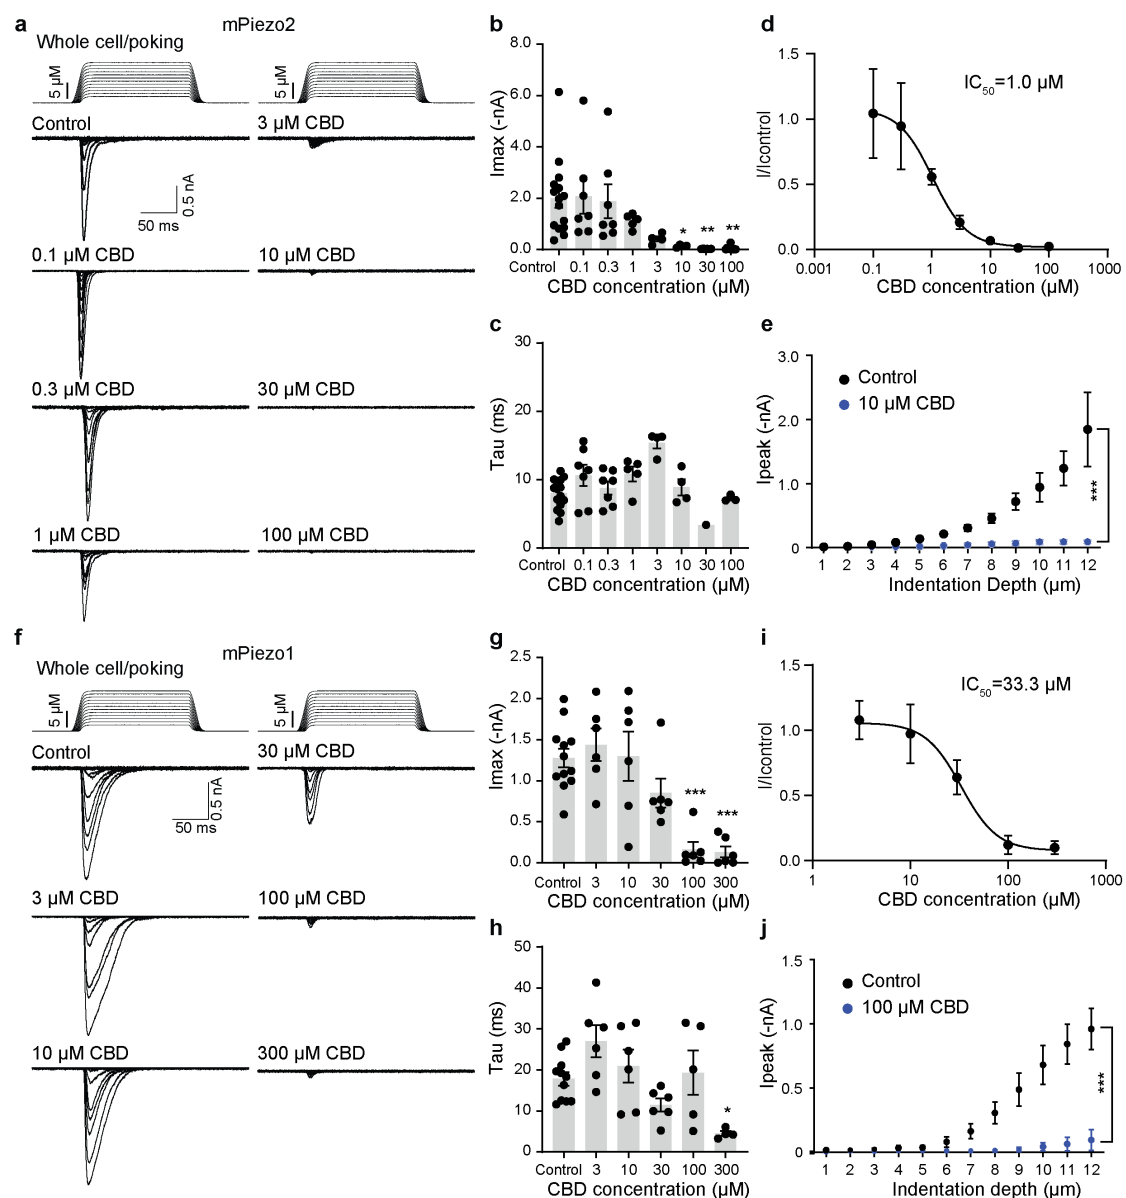 a
mPiezo2
Whole cell/poking
5 µM
5 µM
Control
3 µM CBD
0.5 nA
50 ms
0.1 µM CBD
10 µM CBD
0.3 µM CBD
30 µM CBD
1 µM CBD
100 µM CBD
b
Imax (-nA)
8.0
6.0
4.0
2.0
0.0
* ** **
Control 0.1 0.3 1 3 10 30 100
CBD concentration (µM)
c
Tau (ms)
30
20
10
0
Control 0.1 0.3 1 3 10 30 100
CBD concentration (µM)
d
I/Icontrol
1.5
1.0
0.5
0.0
IC50=1.0 µM
0.001 0.1 1 10 100 1000
CBD concentration (µM)
e
Ipeak (-nA)
3.0
2.0
1.0
0
Control
10 µM CBD
***
1 2 3 4 5 6 7 8 9 10 11 12
Indentation Depth (µm)
f
mPiezo1
Whole cell/poking
5 µM
5 µM
Control
30 µM CBD
0.5 nA
50 ms
3 µM CBD
100 µM CBD
10 µM CBD
300 µM CBD
g
Imax (-nA)
2.5
2.0
1.5
1.0
0.5
0.0
*** ***
Control 3 10 30 100 300
CBD concentration (µM)
h
Tau (ms)
50
40
30
20
10
0
*
Control 3 10 30 100 300
CBD concentration (µM)
i
I/Icontrol
1.5
1.0
0.5
0.0
IC50=33.3 µM
1 10 100 1000
CBD concentration (µM)
j
Ipeak (-nA)
1.5
1.0
0.5
0
Control
100 µM CBD
***
1 2 3 4 5 6 7 8 9 10 11 12
Indentation depth (µm)